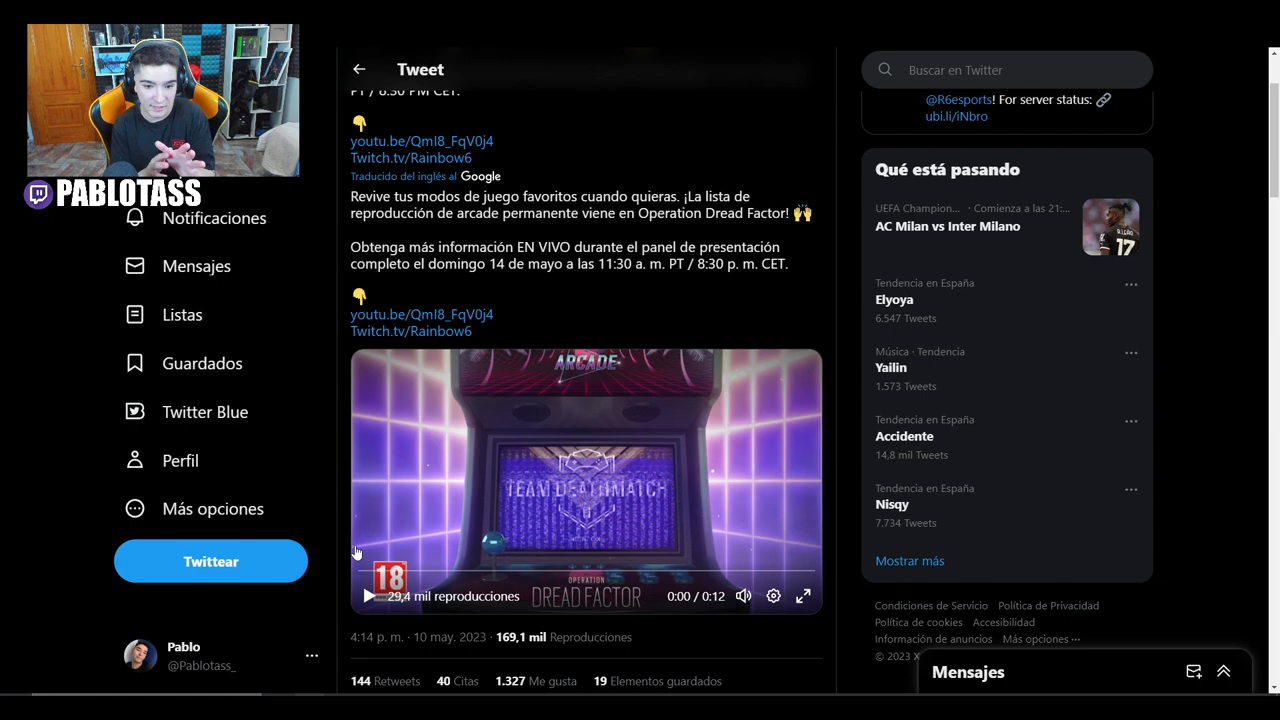 PABLOTASS
Notificaciones
Mensajes
Listas
Guardados
Twitter Blue
Perfil
Más opciones
Twittear
Pablo
@Pablotass_
Tweet
PT / 8:30 PM CET.
👇
youtu.be/QmI8_FqV0j4
Twitch.tv/Rainbow6
Traducido del inglés al Google
Revive tus modos de juego favoritos cuando quieras. ¡La lista de
reproducción de arcade permanente viene en Operation Dread Factor! 🙌
Obtenga más información EN VIVO durante el panel de presentación
completo el domingo 14 de mayo a las 11:30 a. m. PT / 8:30 p. m. CET.
👇
youtu.be/QmI8_FqV0j4
Twitch.tv/Rainbow6
ARCADE
TEAM DEATHMATCH
18
OPERATION
DREAD FACTOR
29,4 mil reproducciones
0:00 / 0:12
4:14 p. m. · 10 may. 2023 · 169,1 mil Reproducciones
144 Retweets 40 Citas 1.327 Me gusta 19 Elementos guardados
Buscar en Twitter
@R6esports! For server status: 🔗
ubi.li/iNbro
Qué está pasando
UEFA Champion... · Comienza a las 21:...
AC Milan vs Inter Milano
17
Tendencia en España
Elyoya
6.547 Tweets
Música · Tendencia
Yailin
1.573 Tweets
Tendencia en España
Accidente
14,8 mil Tweets
Tendencia en España
Nisqy
7.734 Tweets
Mostrar más
Condiciones de Servicio Política de Privacidad
Política de cookies Accesibilidad
Información de anuncios Más opciones ···
© 2023 X
Mensajes